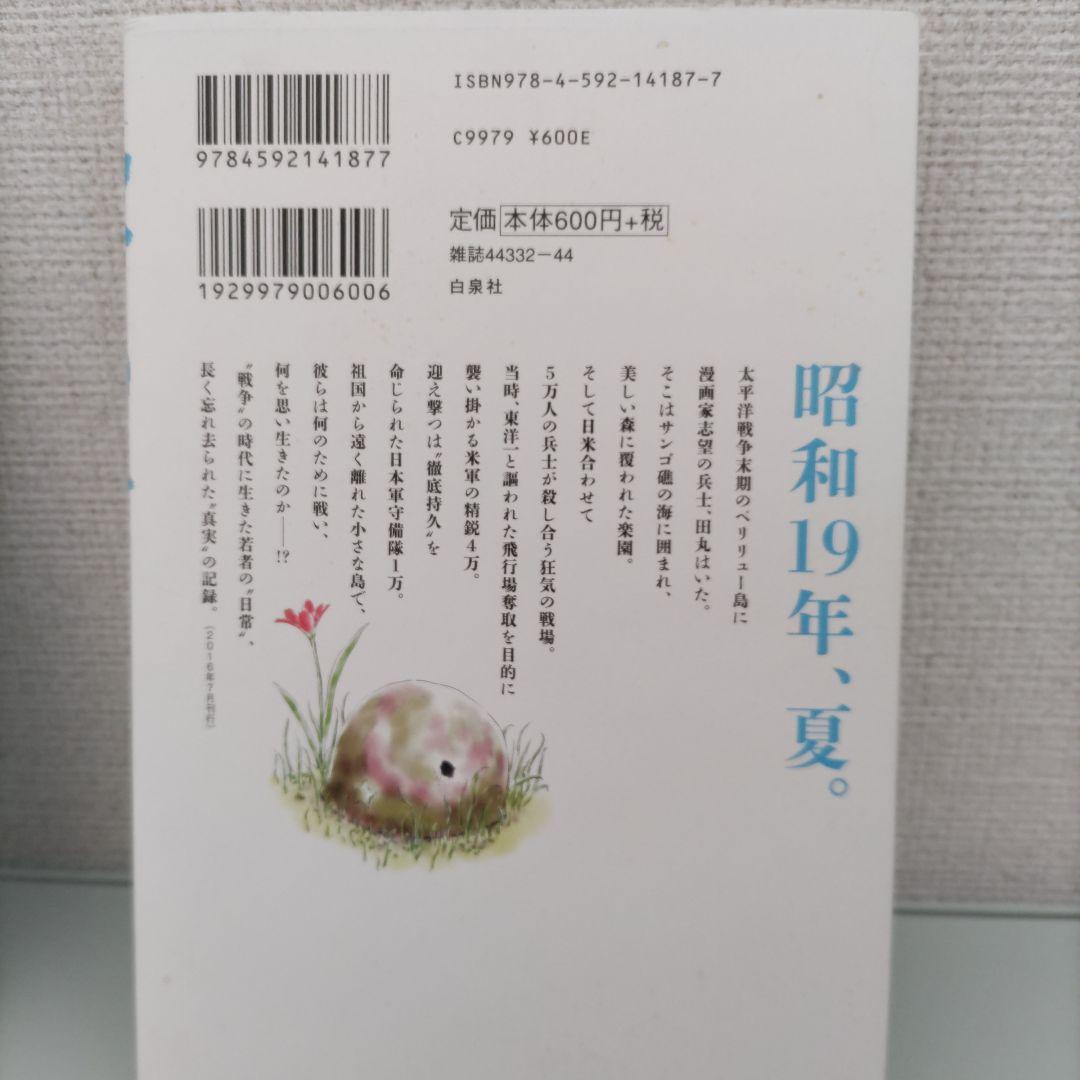 ISBN978-4-592-14187-7
C9979 ¥600E
9784592141877
定価 本体600円+税
雑誌44332-44
白泉社
1929979006006
昭和19年、夏。
太平洋戦争末期のペリリュー島に
漫画家志望の兵士、田丸はいた。
そこはサンゴ礁の海に囲まれ、
美しい森に覆われた楽園。
そして日米合わせて
5万人の兵士が殺し合う狂気の戦場。
当時、東洋一と謳われた飛行場奪取を目的に
襲い掛かる米軍の精鋭4万。
迎え撃つは〝徹底持久〟を
命じられた日本軍守備隊1万。
祖国から遠く離れた小さな島で、
彼らは何のために戦い、
何を思い生きたのか――!?
〝戦争〟の時代に生きた若者の〝日常〟、
長く忘れ去られた〝真実〟の記録。(2016年7月刊行)